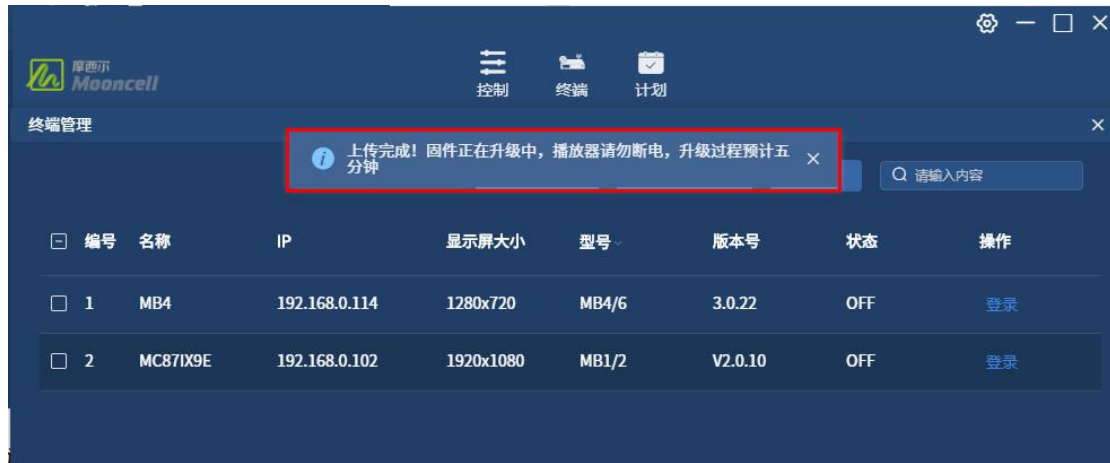 摩西尔
Mooncell
控制 终端 计划
终端管理
上传完成！固件正在升级中，播放器请勿断电，升级过程预计五
分钟
请输入内容
编号 名称 IP 显示屏大小 型号 版本号 状态 操作
1 MB4 192.168.0.114 1280x720 MB4/6 3.0.22 OFF 登录
2 MC87IX9E 192.168.0.102 1920x1080 MB1/2 V2.0.10 OFF 登录